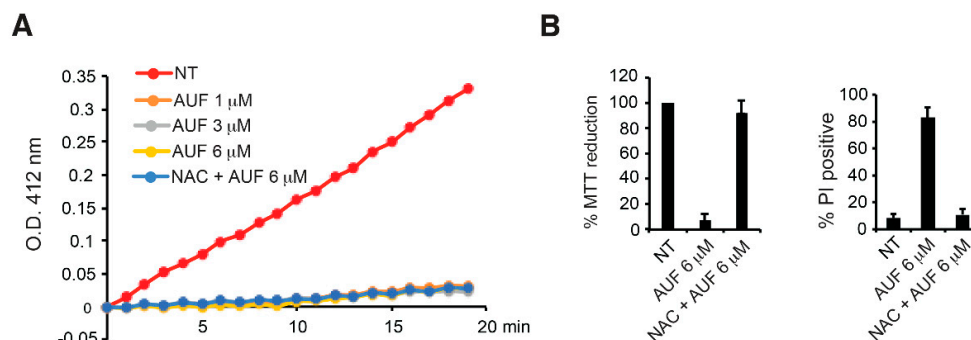 A
O.D. 412 nm
0.35
0.3
0.25
0.2
0.15
0.1
0.05
0
-0.05
NT
AUF 1 μM
AUF 3 μM
AUF 6 μM
NAC + AUF 6 μM
5
10
15
20 min
B
% MTT reduction
120
100
80
60
40
20
0
NT
AUF 6 μM
NAC + AUF 6 μM
% PI positive
100
80
60
40
20
0
NT
AUF 6 μM
NAC + AUF 6 μM